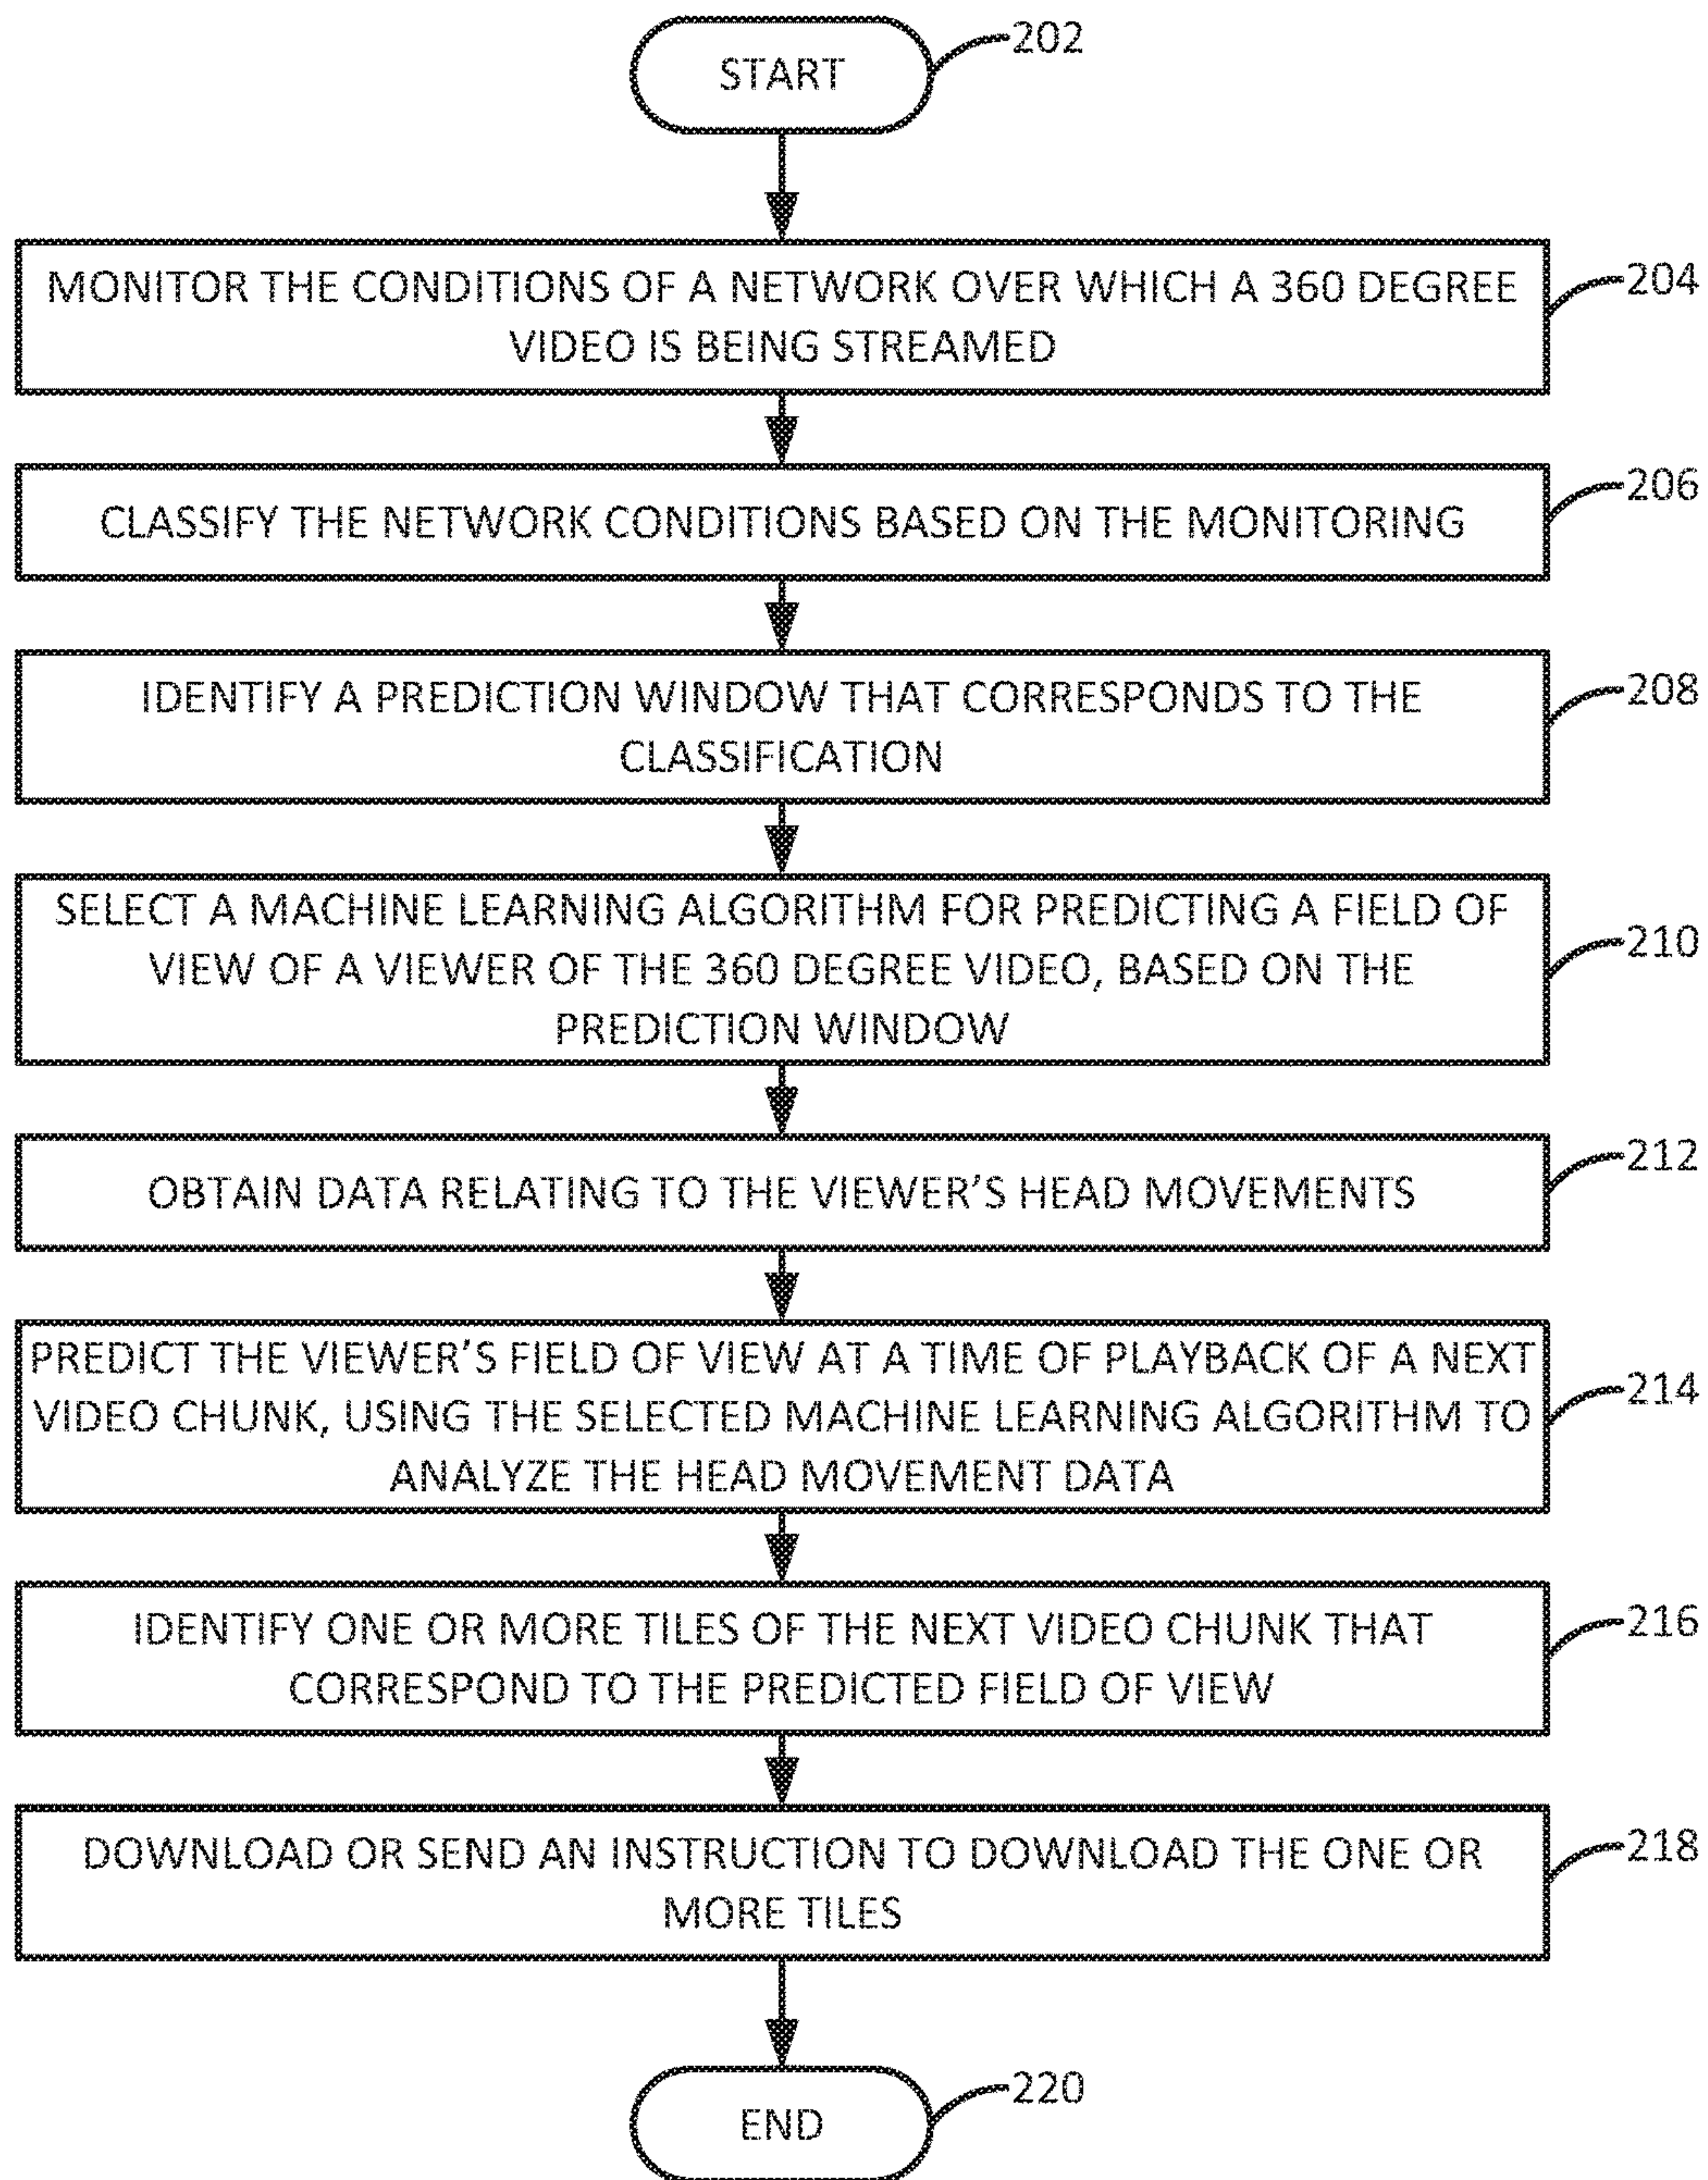 START
202
MONITOR THE CONDITIONS OF A NETWORK OVER WHICH A 360 DEGREE
VIDEO IS BEING STREAMED
204
CLASSIFY THE NETWORK CONDITIONS BASED ON THE MONITORING
206
IDENTIFY A PREDICTION WINDOW THAT CORRESPONDS TO THE
CLASSIFICATION
208
SELECT A MACHINE LEARNING ALGORITHM FOR PREDICTING A FIELD OF
VIEW OF A VIEWER OF THE 360 DEGREE VIDEO, BASED ON THE
PREDICTION WINDOW
210
OBTAIN DATA RELATING TO THE VIEWER'S HEAD MOVEMENTS
212
PREDICT THE VIEWER'S FIELD OF VIEW AT A TIME OF PLAYBACK OF A NEXT
VIDEO CHUNK, USING THE SELECTED MACHINE LEARNING ALGORITHM TO
ANALYZE THE HEAD MOVEMENT DATA
214
IDENTIFY ONE OR MORE TILES OF THE NEXT VIDEO CHUNK THAT
CORRESPOND TO THE PREDICTED FIELD OF VIEW
216
DOWNLOAD OR SEND AN INSTRUCTION TO DOWNLOAD THE ONE OR
MORE TILES
218
END
220